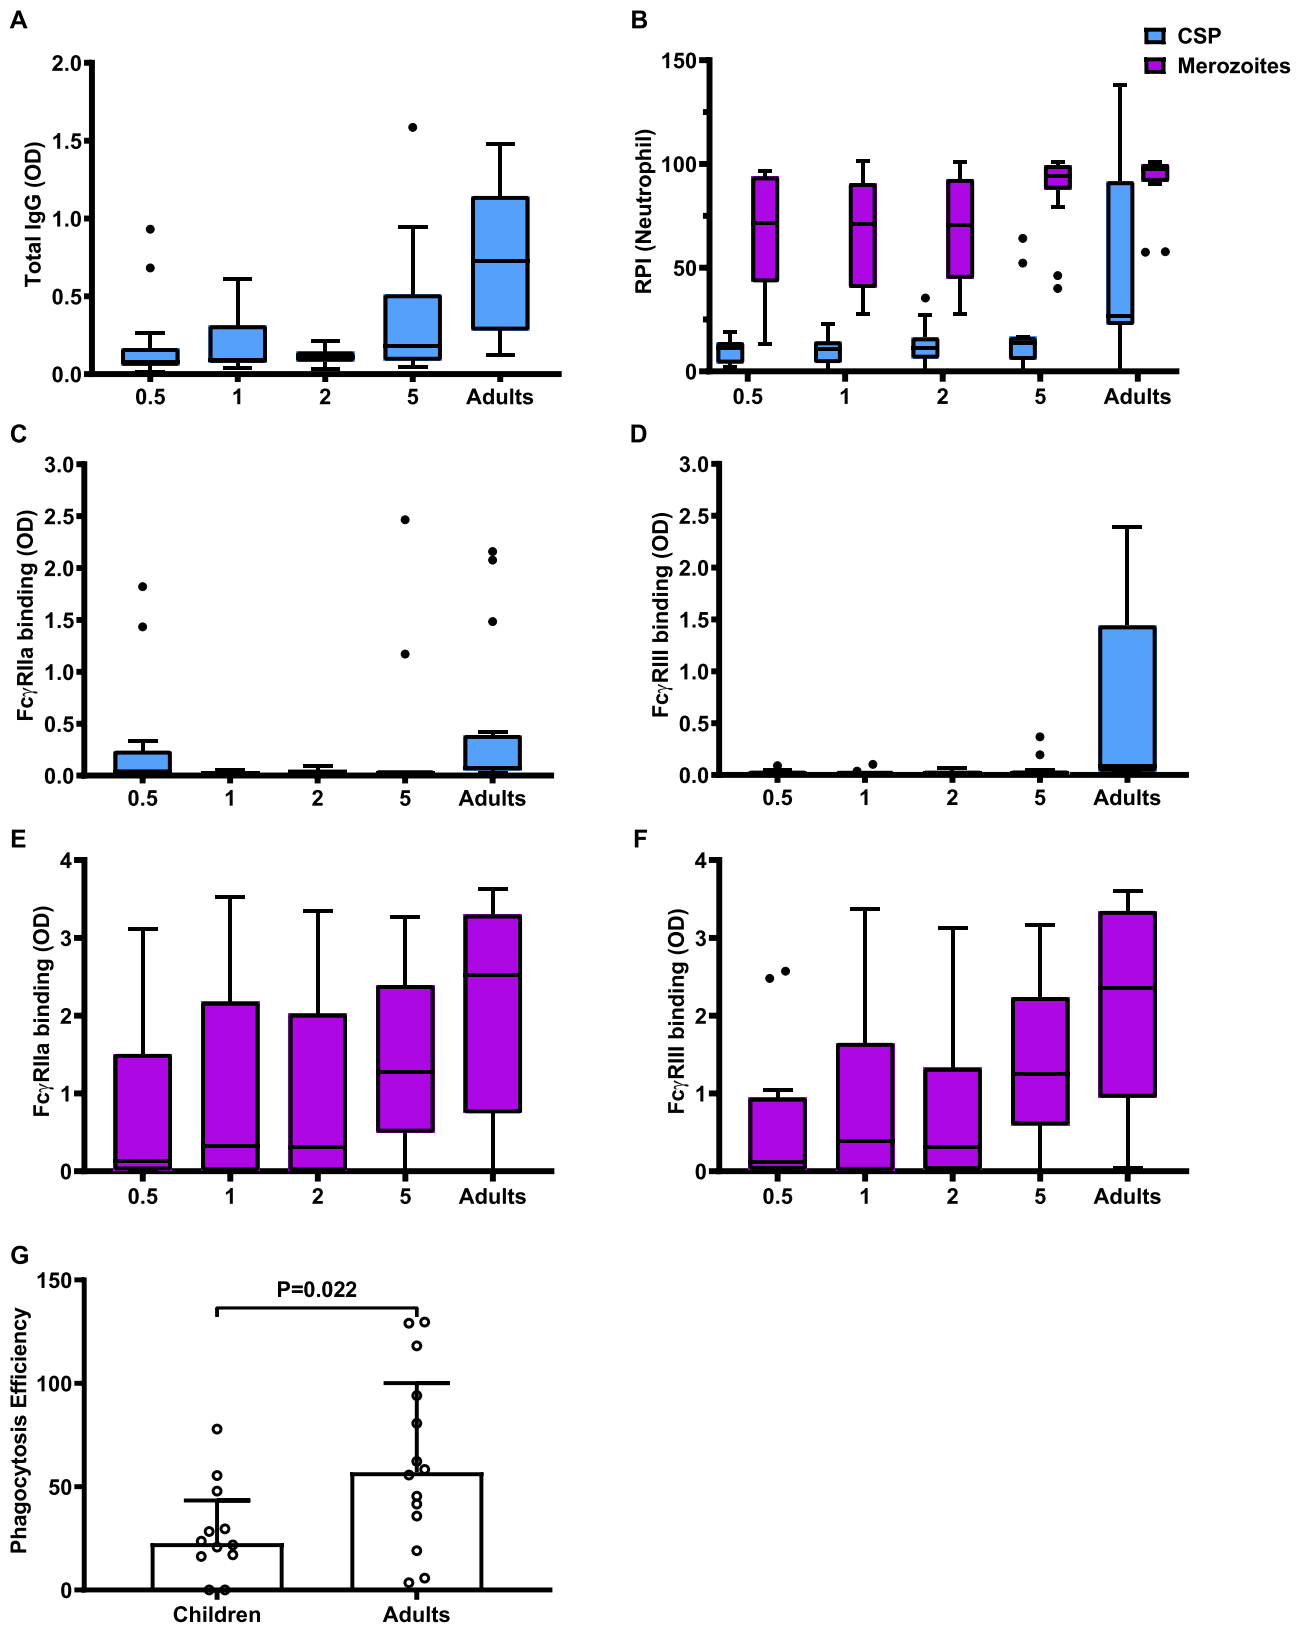 A
Total IgG (OD)
2.0
1.5
1.0
0.5
0.0
0.5 1 2 5 Adults
B
CSP
Merozoites
RPI (Neutrophil)
150
100
50
0
0.5 1 2 5 Adults
C
FcγRIIa binding (OD)
3.0
2.5
2.0
1.5
1.0
0.5
0.0
0.5 1 2 5 Adults
D
FcγRIII binding (OD)
3.0
2.5
2.0
1.5
1.0
0.5
0.0
0.5 1 2 5 Adults
E
FcγRIIa binding (OD)
4
3
2
1
0
0.5 1 2 5 Adults
F
FcγRIII binding (OD)
4
3
2
1
0
0.5 1 2 5 Adults
G
Phagocytosis Efficiency
150
100
50
0
P=0.022
Children Adults